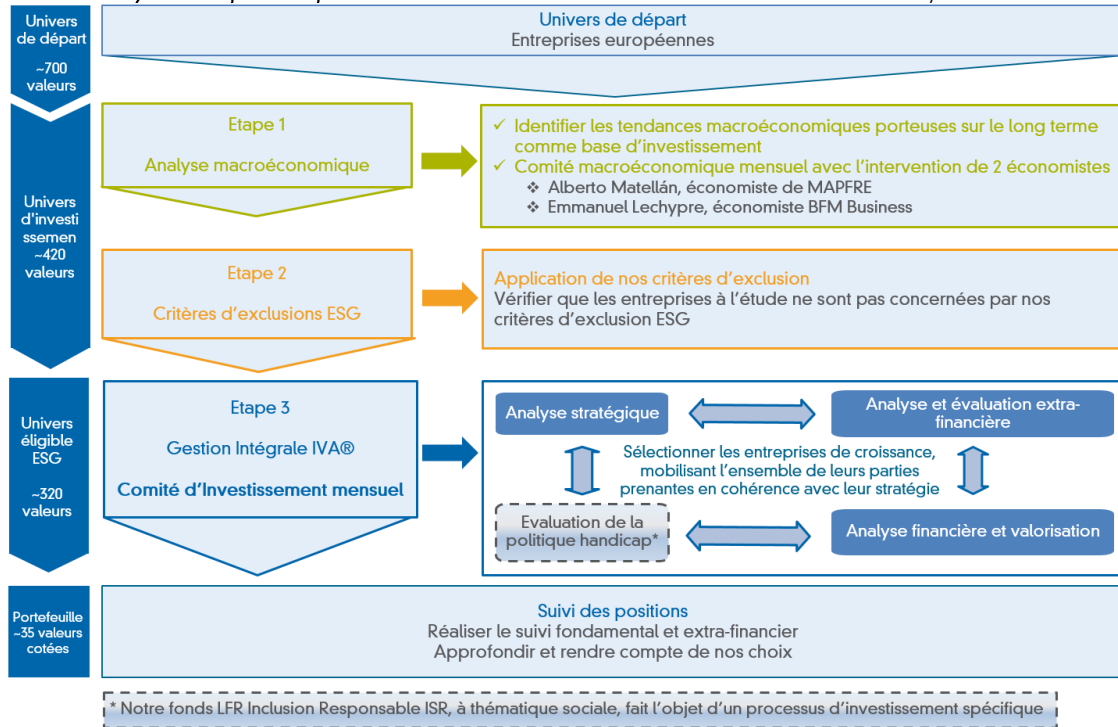 Univers
de départ
~700
valeurs
Univers de départ
Entreprises européennes
Univers
d'investi
ssemen
~420
valeurs
Etape 1
Analyse macroéconomique
✓ Identifier les tendances macroéconomiques porteuses sur le long terme
comme base d'investissement
✓ Comité macroéconomique mensuel avec l'intervention de 2 économistes
❖ Alberto Matellán, économiste de MAPFRE
❖ Emmanuel Lechypre, économiste BFM Business
Etape 2
Critères d'exclusions ESG
Application de nos critères d'exclusion
Vérifier que les entreprises à l'étude ne sont pas concernées par nos
critères d'exclusion ESG
Univers
éligible
ESG
~320
valeurs
Etape 3
Gestion Intégrale IVA®
Comité d'Investissement mensuel
Analyse stratégique
Analyse et évaluation extra-
financière
Sélectionner les entreprises de croissance,
mobilisant l'ensemble de leurs parties
prenantes en cohérence avec leur stratégie
Evaluation de la
politique handicap*
Analyse financière et valorisation
Portefeuille
~35 valeurs
cotées
Suivi des positions
Réaliser le suivi fondamental et extra-financier
Approfondir et rendre compte de nos choix
* Notre fonds LFR Inclusion Responsable ISR, à thématique sociale, fait l'objet d'un processus d'investissement spécifique